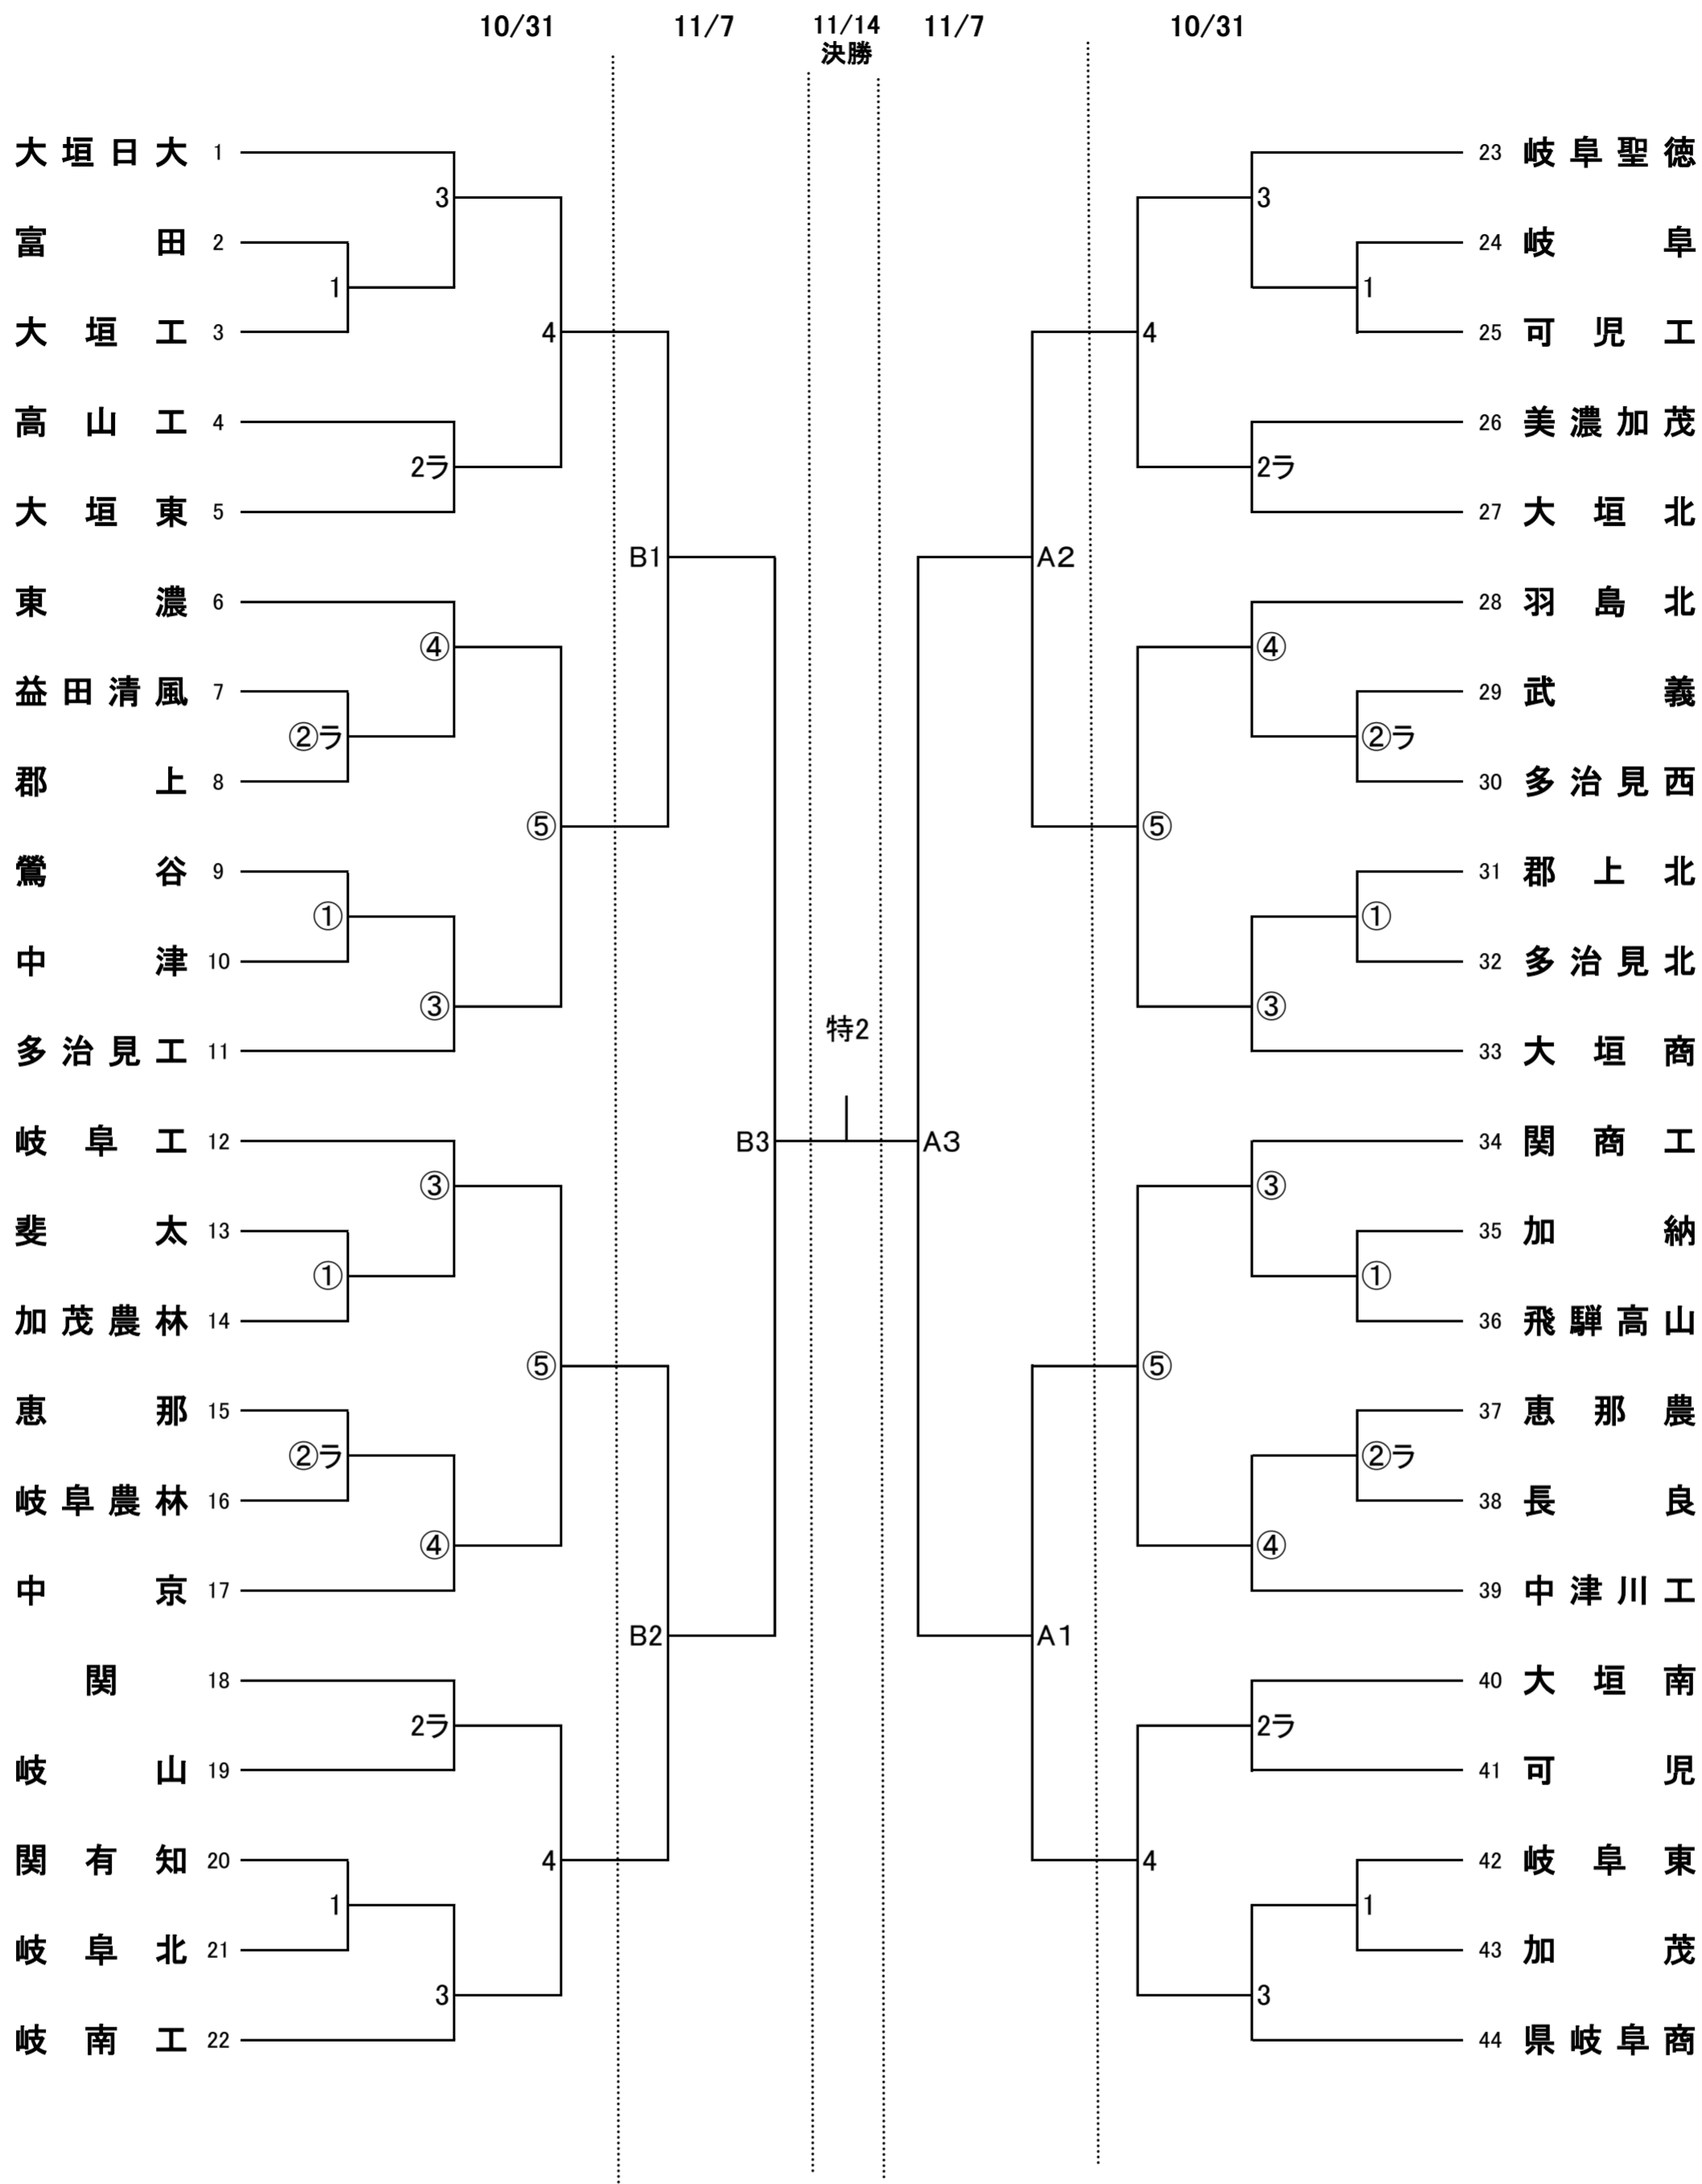 10/31 11/7 11/14 11/7 10/31
決勝
大垣日大 1 23 岐阜聖徳
3 3
富田 2 24 岐阜
1 1
大垣工 3 4 4 25 可児工
高山工 4 26 美濃加茂
2ラ 2ラ
大垣東 5 27 大垣北
B1 A2
東濃 6 28 羽島北
④ ④
益田清風 7 29 武義
②ラ ②ラ
郡上 8 30 多治見西
⑤ ⑤
鶯谷 9 31 郡上北
① ①
中津 10 32 多治見北
③ ③
特2
多治見工 11 33 大垣商
岐阜工 12 B3 A3 34 関商工
③ ③
斐太 13 35 加納
① ①
加茂農林 14 36 飛騨高山
⑤ ⑤
恵那 15 37 恵那農
②ラ ②ラ
岐阜農林 16 38 長良
④ ④
中京 17 39 中津川工
B2 A1
関 18 40 大垣南
2ラ 2ラ
岐山 19 41 可児
関有知 20 4 4 42 岐阜東
1 1
岐阜北 21 43 加茂
3 3
岐南工 22 44 県岐阜商